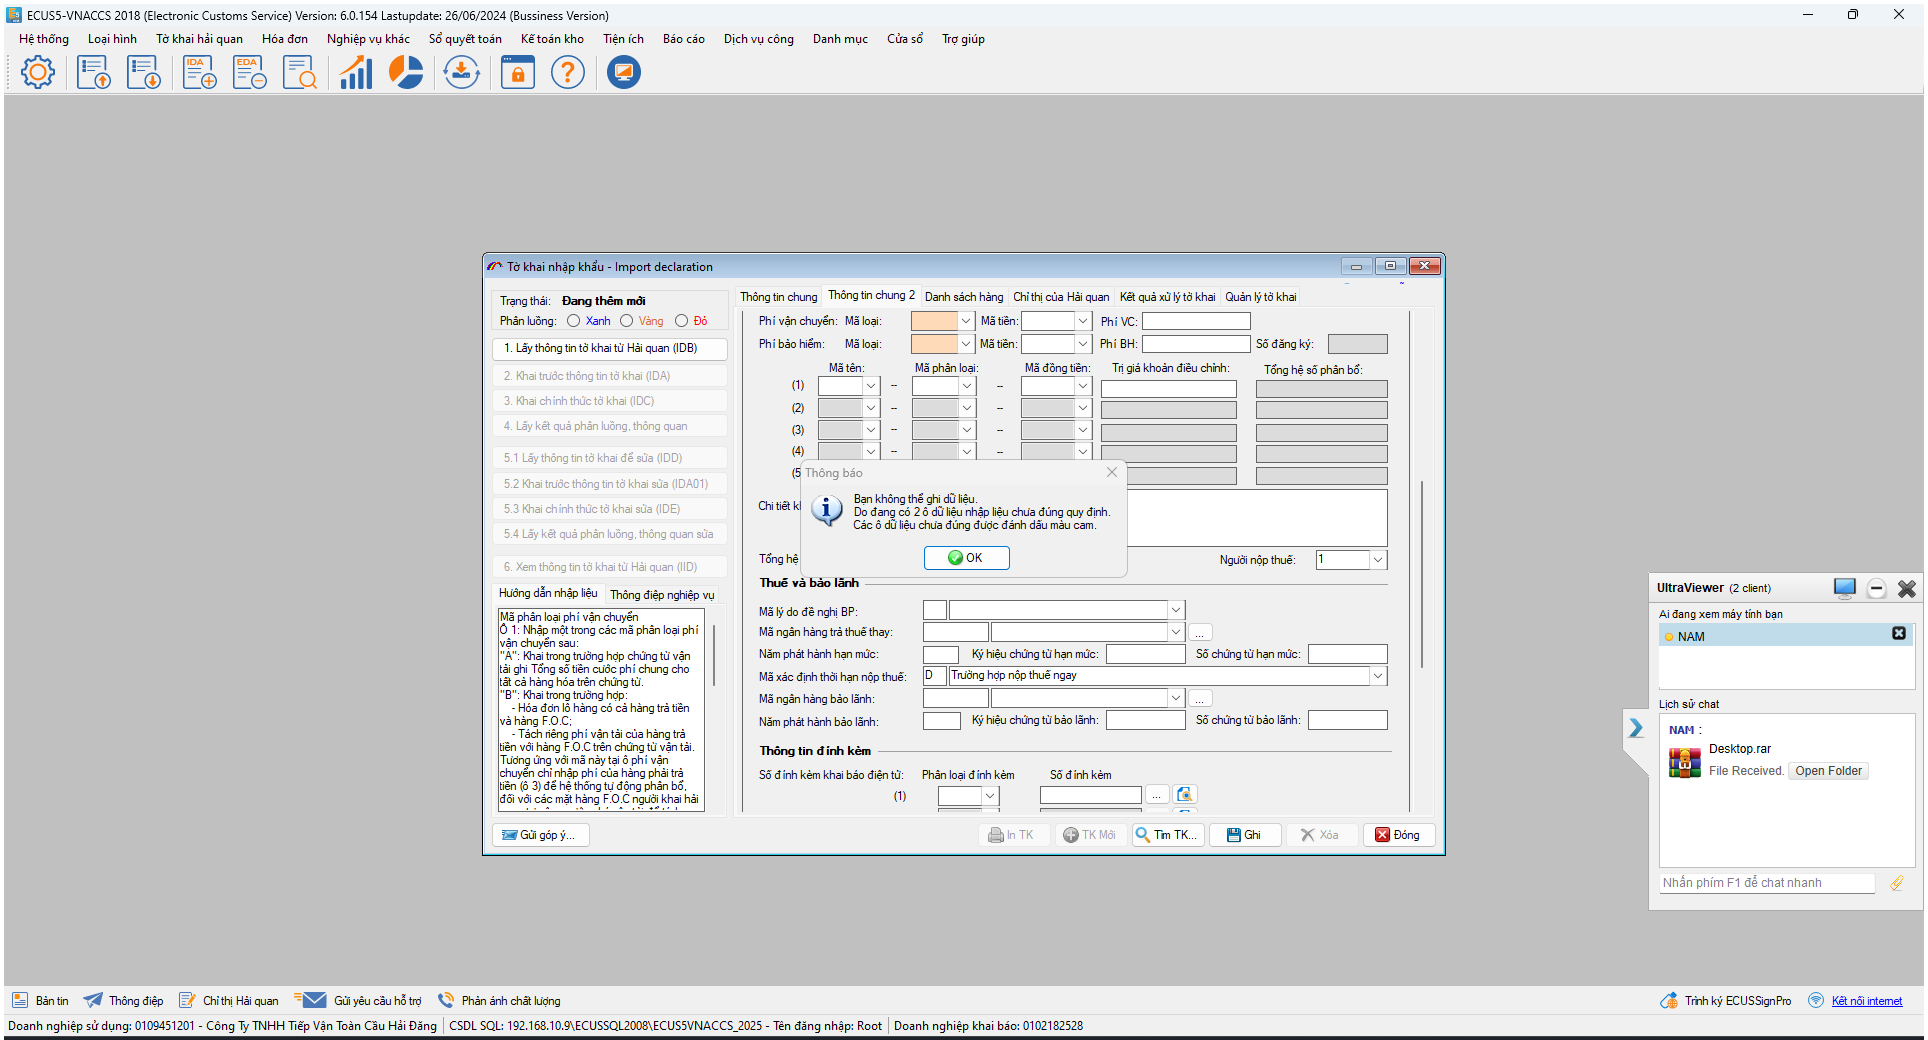 ECUS5-VNACCS 2018 (Electronic Customs Service) Version: 6.0.154 Lastupdate: 26/06/2024 (Bussiness Version)
Hệ thống Loại hình Tờ khai hải quan Hóa đơn Nghiệp vụ khác Sổ quyết toán Kế toán kho Tiện ích Báo cáo Dịch vụ công Danh mục Cửa sổ Trợ giúp
IDA EDA
Tờ khai nhập khẩu - Import declaration
Trạng thái: Đang thêm mới
Phân luồng: Xanh Vàng Đỏ
1. Lấy thông tin tờ khai từ Hải quan (IDB)
2. Khai trước thông tin tờ khai (IDA)
3. Khai chính thức tờ khai (IDC)
4. Lấy kết quả phân luồng, thông quan
5.1 Lấy thông tin tờ khai để sửa (IDD)
5.2 Khai trước thông tin tờ khai sửa (IDA01)
5.3 Khai chính thức tờ khai sửa (IDE)
5.4 Lấy kết quả phân luồng, thông quan sửa
6. Xem thông tin tờ khai từ Hải quan (IID)
Hướng dẫn nhập liệu Thông điệp nghiệp vụ
Mã phân loại phí vận chuyển
Ô 1: Nhập một trong các mã phân loại phí
vận chuyển sau:
"A": Khai trong trường hợp chứng từ vận
tải ghi Tổng số tiền cước phí chung cho
tất cả hàng hóa trên chứng từ.
"B": Khai trong trường hợp:
- Hóa đơn lô hàng có cả hàng trả tiền
và hàng F.O.C;
- Tách riêng phí vận tải của hàng trả
tiền với hàng F.O.C trên chứng từ vận tải.
Tương ứng với mã này tại ô phí vận
chuyển chỉ nhập phí của hàng phải trả
tiền (ô 3) để hệ thống tự động phân bổ,
đối với các mặt hàng F.O.C người khai hải
Gửi góp ý...
Thông tin chung Thông tin chung 2 Danh sách hàng Chỉ thị của Hải quan Kết quả xử lý tờ khai Quản lý tờ khai
Phí vận chuyển: Mã loại: Mã tiền: Phí VC:
Phí bảo hiểm: Mã loại: Mã tiền: Phí BH: Số đăng ký:
Mã tên: Mã phân loại: Mã đồng tiền: Trị giá khoản điều chỉnh: Tổng hệ số phân bổ:
(1) -- --
(2) -- --
(3) -- --
(4) -- --
(5
Thông báo
Bạn không thể ghi dữ liệu.
Do đang có 2 ô dữ liệu nhập liệu chưa đúng quy định.
Các ô dữ liệu chưa đúng được đánh dấu màu cam.
OK
Chi tiết k
Tổng hệ Người nộp thuế: 1
Thuế và bảo lãnh
Mã lý do đề nghị BP:
Mã ngân hàng trả thuế thay: ...
Năm phát hành hạn mức: Ký hiệu chứng từ hạn mức: Số chứng từ hạn mức:
Mã xác định thời hạn nộp thuế: D Trường hợp nộp thuế ngay
Mã ngân hàng bảo lãnh: ...
Năm phát hành bảo lãnh: Ký hiệu chứng từ bảo lãnh: Số chứng từ bảo lãnh:
Thông tin đính kèm
Số đính kèm khai báo điện tử: Phân loại đính kèm Số đính kèm
(1) ...
In TK TK Mới Tìm TK... Ghi Xóa Đóng
UltraViewer (2 client)
Ai đang xem máy tính bạn
NAM
Lịch sử chat
NAM :
Desktop.rar
File Received. Open Folder
Nhấn phím F1 để chat nhanh
Bản tin Thông điệp Chỉ thị Hải quan Gửi yêu cầu hỗ trợ Phản ánh chất lượng Trình ký ECUSSignPro Kết nối internet
Doanh nghiệp sử dụng: 0109451201 - Công Ty TNHH Tiếp Vận Toàn Cầu Hải Đăng CSDL SQL: 192.168.10.9\ECUSSQL2008\ECUS5VNACCS_2025 - Tên đăng nhập: Root Doanh nghiệp khai báo: 0102182528